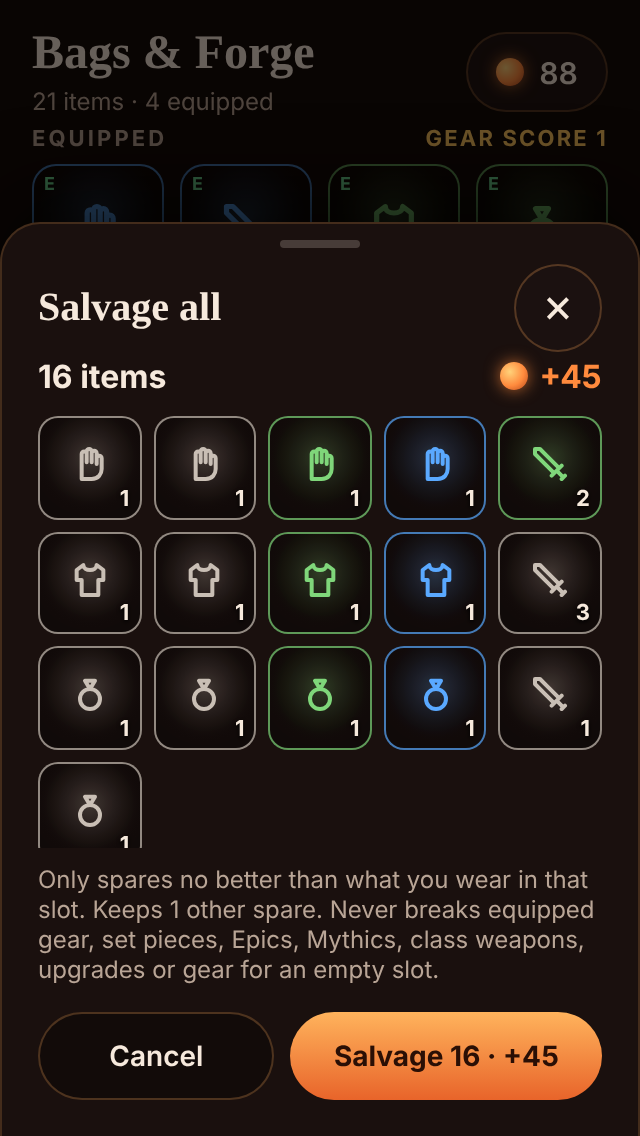 Bags & Forge
88
21 items · 4 equipped
EQUIPPED
GEAR SCORE 1
E
E
E
E
Salvage all
16 items
+45
1
1
1
1
2
1
1
1
1
3
1
1
1
1
1
1
Only spares no better than what you wear in that
slot. Keeps 1 other spare. Never breaks equipped
gear, set pieces, Epics, Mythics, class weapons,
upgrades or gear for an empty slot.
Cancel
Salvage 16 · +45